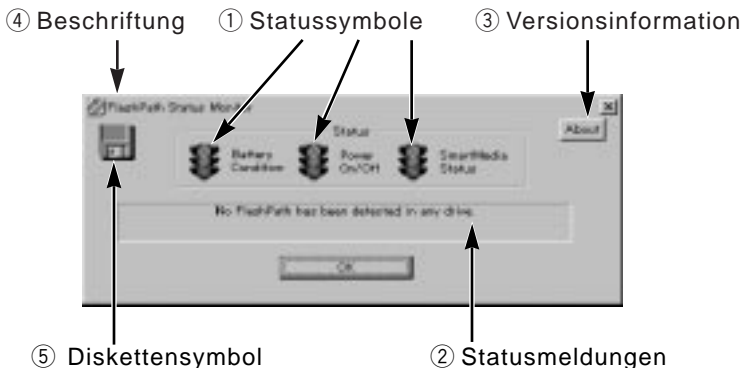 ④ Beschriftung ① Statussymbole ③ Versionsinformation
FlashPath Status Monitor
About
Status
Battery Condition
Power On/Off
SmartMedia Status
No FlashPath has been detected in any drive.
OK
⑤ Diskettensymbol ② Statusmeldungen